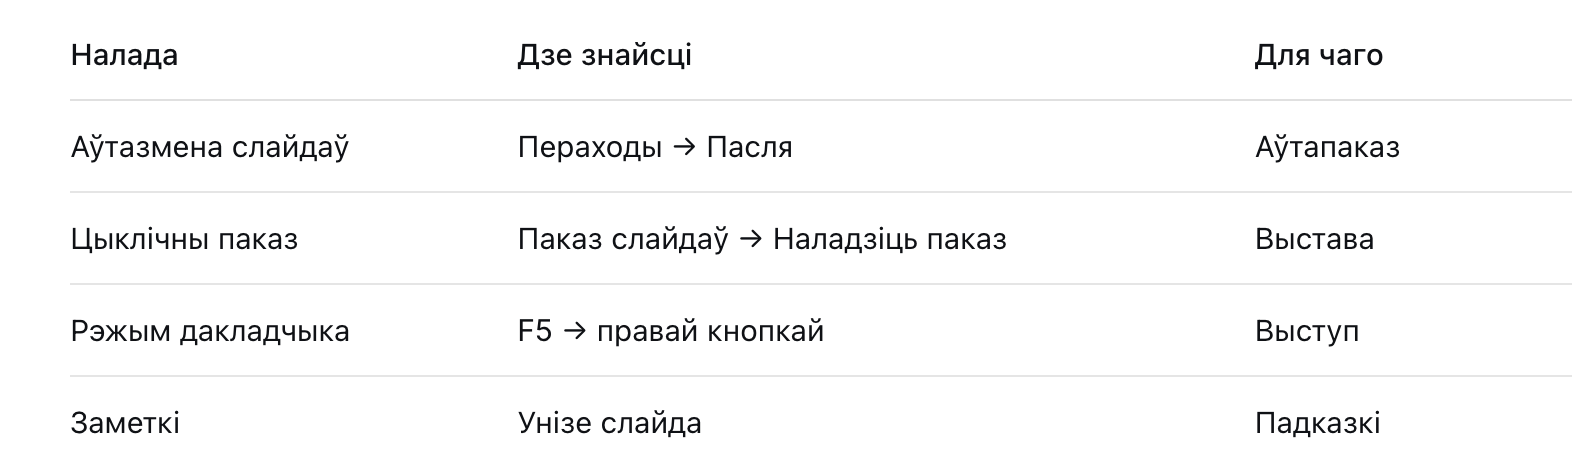 Налада Дзе знайсці Для чаго
Аўтазмена слайдаў Пераходы → Пасля Аўтапаказ
Цыклічны паказ Паказ слайдаў → Наладзіць паказ Выстава
Рэжым дакладчыка F5 → правай кнопкай Выступ
Заметкі Унізе слайда Падказкі